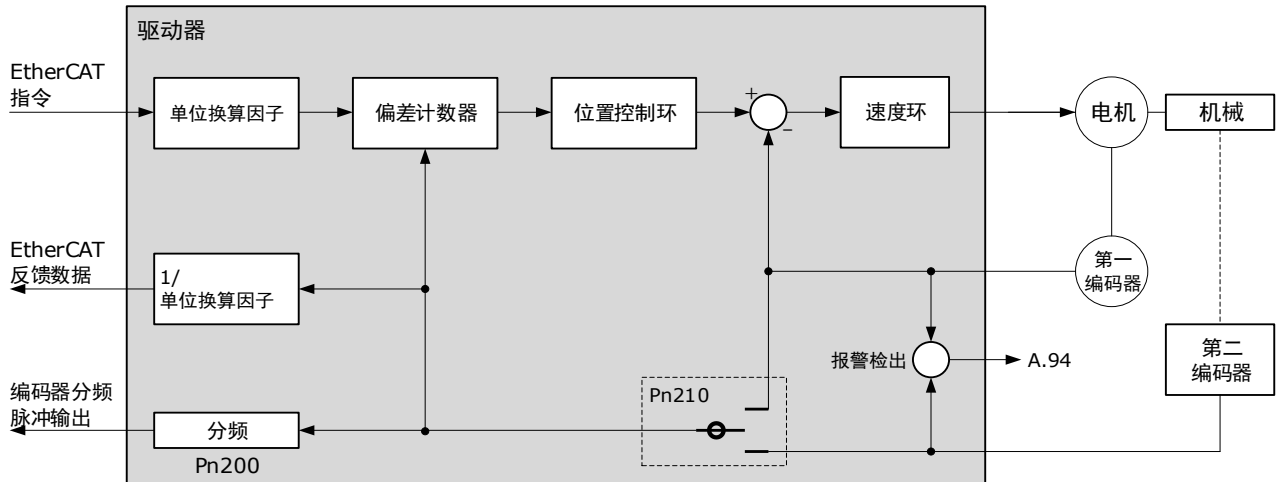 驱动器
EtherCAT
指令
单位换算因子
偏差计数器
位置控制环
+
−
速度环
电机
机械
EtherCAT
反馈数据
1/
单位换算因子
第一
编码器
报警检出
A.94
第二
编码器
Pn210
编码器分频
脉冲输出
分频
Pn200